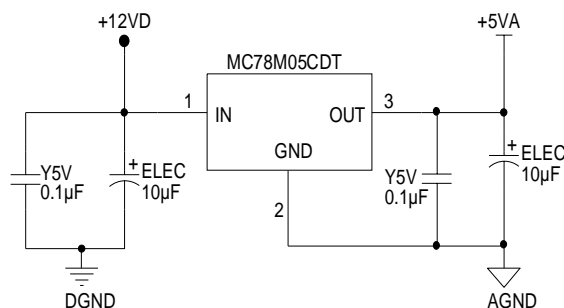 +12VD
+5VA
MC78M05CDT
1
IN
OUT
3
GND
2
Y5V
0.1µF
+
ELEC
10µF
Y5V
0.1µF
+
ELEC
10µF
DGND
AGND